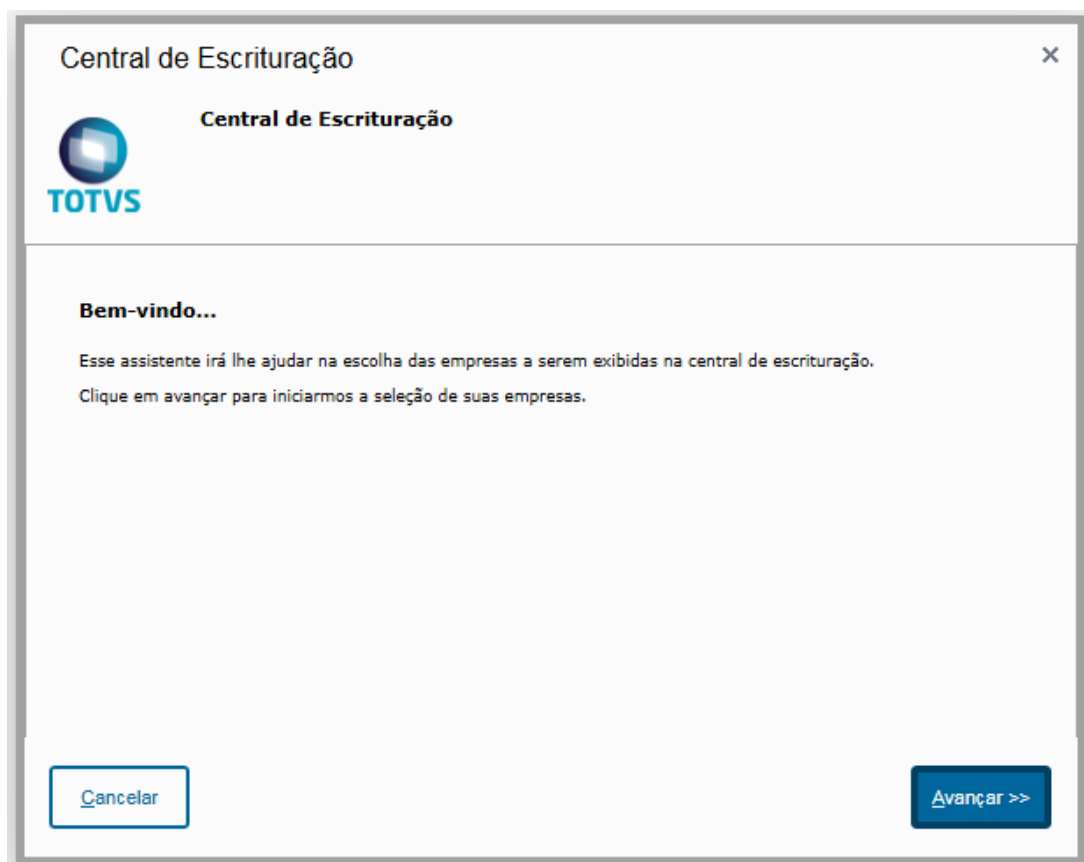 Central de Escrituração
×
Central de Escrituração
TOTVS
Bem-vindo...
Esse assistente irá lhe ajudar na escolha das empresas a serem exibidas na central de escrituração.
Clique em avançar para iniciarmos a seleção de suas empresas.
Cancelar
Avançar >>